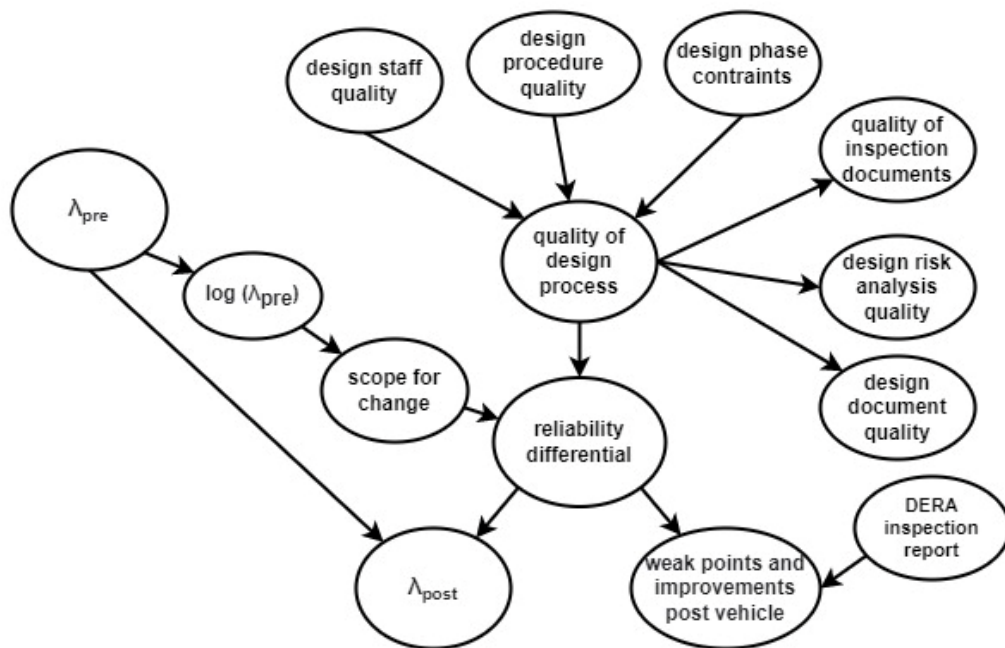 design staff
quality
design
procedure
quality
design phase
contraints
quality of
inspection
documents
λpre
quality of
design
process
design risk
analysis
quality
log (λpre)
scope for
change
design
document
quality
reliability
differential
DERA
inspection
report
λpost
weak points and
improvements
post vehicle